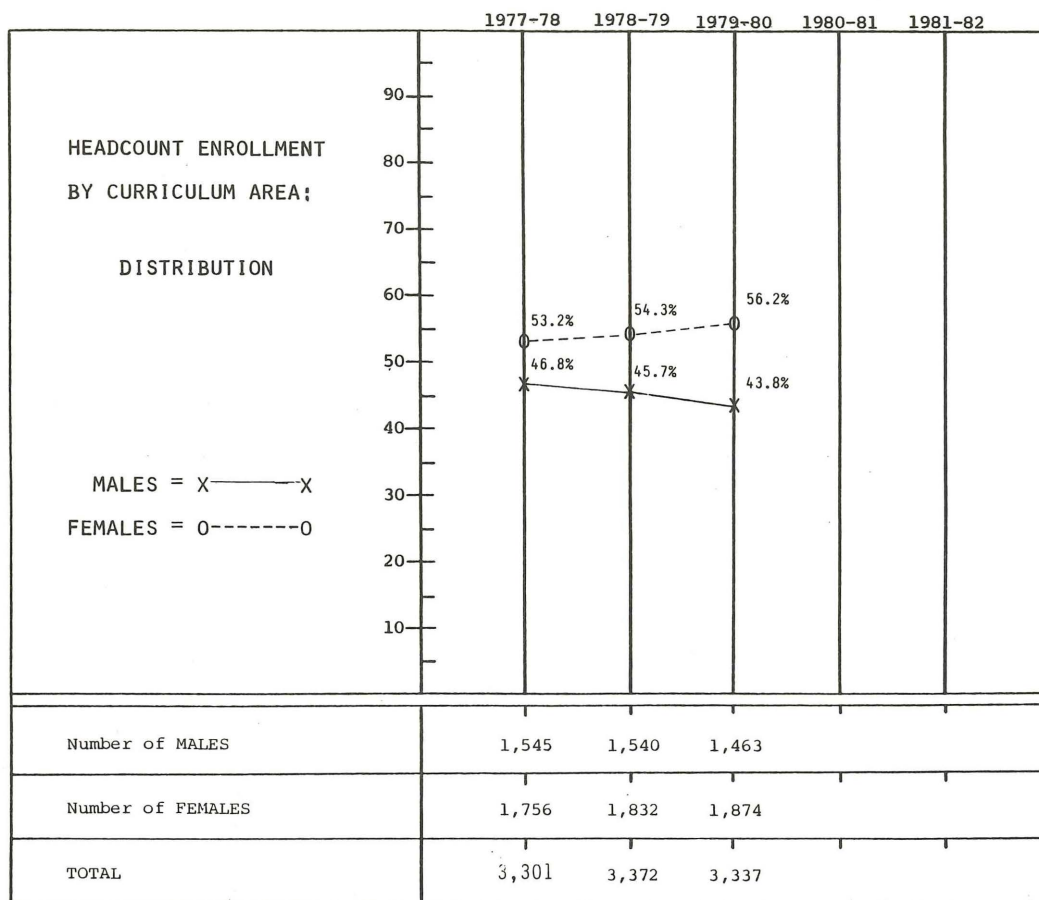 1977-78 1978-79 1979-80 1980-81 1981-82
90
HEADCOUNT ENROLLMENT
80
BY CURRICULUM AREA:
70
DISTRIBUTION
60
53.2% 54.3% 56.2%
50
46.8% 45.7% 43.8%
40
MALES = X X
30
FEMALES = O-------O
20
10
Number of MALES 1,545 1,540 1,463
Number of FEMALES 1,756 1,832 1,874
TOTAL 3,301 3,372 3,337